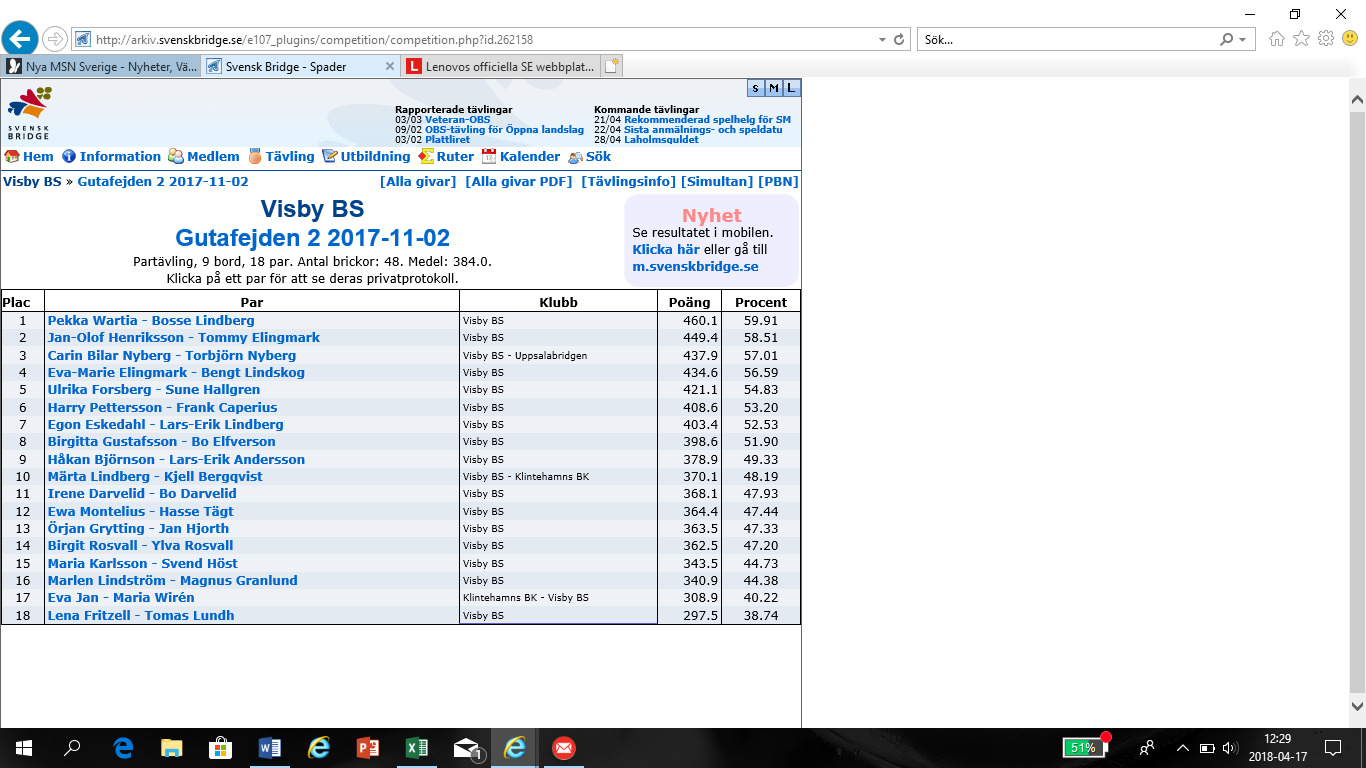 http://arkiv.svenskbridge.se/e107_plugins/competition/competition.php?id.262158
Sök...
Nya MSN Sverige - Nyheter, Vä...
Svensk Bridge - Spader
Lenovos officiella SE webbplat...
S M L
SVENSK
BRIDGE
Rapporterade tävlingar
03/03 Veteran-OBS
09/02 OBS-tävling för Öppna landslag
03/02 Plattliret
Kommande tävlingar
21/04 Rekommenderad spelhelg för SM
22/04 Sista anmälnings- och speldatu
28/04 Laholmsguldet
Hem Information Medlem Tävling Utbildning Ruter Kalender Sök
Visby BS » Gutafejden 2 2017-11-02 [Alla givar] [Alla givar PDF] [Tävlingsinfo] [Simultan] [PBN]
Visby BS
Gutafejden 2 2017-11-02
Partävling, 9 bord, 18 par. Antal brickor: 48. Medel: 384.0.
Klicka på ett par för att se deras privatprotokoll.
Nyhet
Se resultatet i mobilen.
Klicka här eller gå till
m.svenskbridge.se
Plac Par Klubb Poäng Procent
1 Pekka Wartia - Bosse Lindberg Visby BS 460.1 59.91
2 Jan-Olof Henriksson - Tommy Elingmark Visby BS 449.4 58.51
3 Carin Bilar Nyberg - Torbjörn Nyberg Visby BS - Uppsalabridgen 437.9 57.01
4 Eva-Marie Elingmark - Bengt Lindskog Visby BS 434.6 56.59
5 Ulrika Forsberg - Sune Hallgren Visby BS 421.1 54.83
6 Harry Pettersson - Frank Caperius Visby BS 408.6 53.20
7 Egon Eskedahl - Lars-Erik Lindberg Visby BS 403.4 52.53
8 Birgitta Gustafsson - Bo Elfverson Visby BS 398.6 51.90
9 Håkan Björnson - Lars-Erik Andersson Visby BS 378.9 49.33
10 Märta Lindberg - Kjell Bergqvist Visby BS - Klintehamns BK 370.1 48.19
11 Irene Darvelid - Bo Darvelid Visby BS 368.1 47.93
12 Ewa Montelius - Hasse Tägt Visby BS 364.4 47.44
13 Örjan Grytting - Jan Hjorth Visby BS 363.5 47.33
14 Birgit Rosvall - Ylva Rosvall Visby BS 362.5 47.20
15 Maria Karlsson - Svend Höst Visby BS 343.5 44.73
16 Marlen Lindström - Magnus Granlund Visby BS 340.9 44.38
17 Eva Jan - Maria Wirén Klintehamns BK - Visby BS 308.9 40.22
18 Lena Fritzell - Tomas Lundh Visby BS 297.5 38.74
1
51%
12:29
2018-04-17